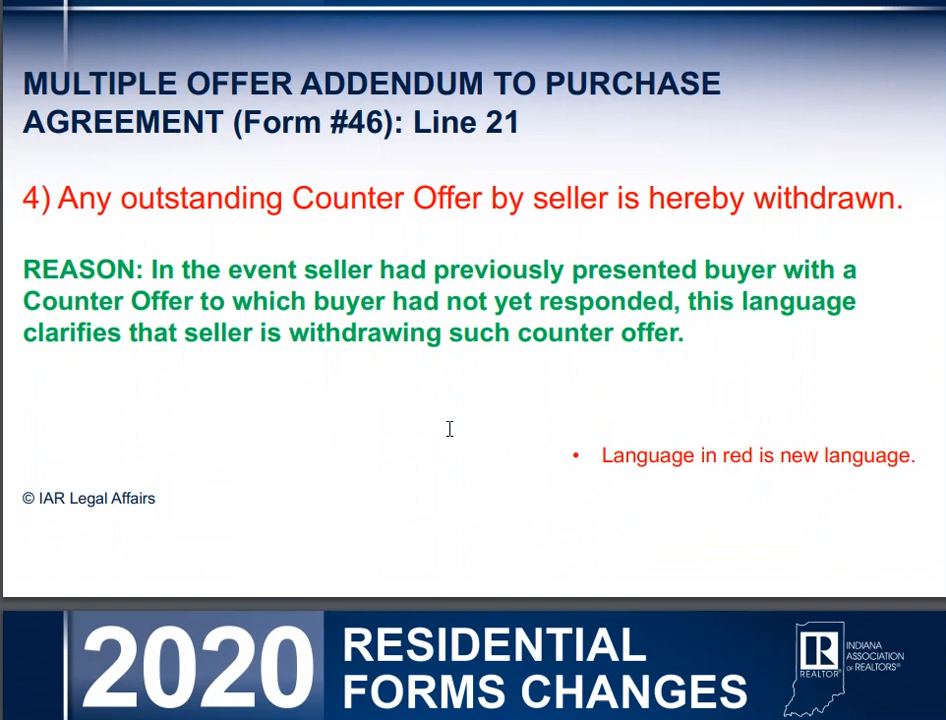 MULTIPLE OFFER ADDENDUM TO PURCHASE
AGREEMENT (Form #46): Line 21
4) Any outstanding Counter Offer by seller is hereby withdrawn.
REASON: In the event seller had previously presented buyer with a
Counter Offer to which buyer had not yet responded, this language
clarifies that seller is withdrawing such counter offer.
• Language in red is new language.
© IAR Legal Affairs
2020
RESIDENTIAL
FORMS CHANGES
R
REALTOR®
INDIANA
ASSOCIATION
OF REALTORS®